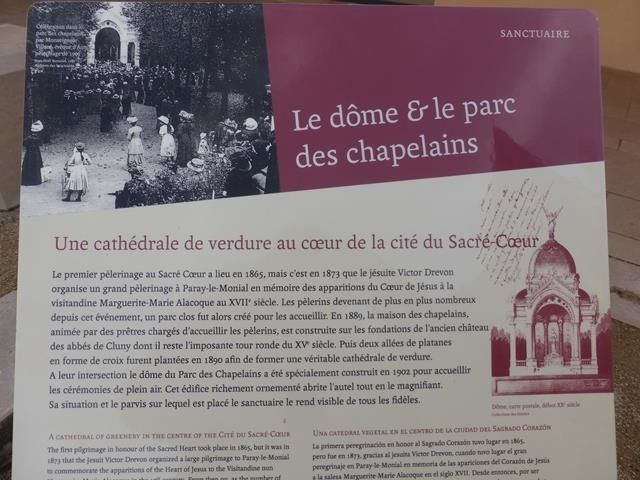 Célébration dans le
parc des chapelains,
par Monseigneur
Villard, évêque d'Autun
pèlerinage de 1909
SANCTUAIRE
Le dôme & le parc
des chapelains
Une cathédrale de verdure au cœur de la cité du Sacré-Cœur
Le premier pèlerinage au Sacré Cœur a lieu en 1865, mais c'est en 1873 que le jésuite Victor Drevon
organise un grand pèlerinage à Paray-le-Monial en mémoire des apparitions du Cœur de Jésus à la
visitandine Marguerite-Marie Alacoque au XVIIe siècle. Les pèlerins devenant de plus en plus nombreux
depuis cet événement, un parc clos fut alors créé pour les accueillir. En 1889, la maison des chapelains,
animée par des prêtres chargés d'accueillir les pèlerins, est construite sur les fondations de l'ancien château
des abbés de Cluny dont il reste l'imposante tour ronde du XVe siècle. Puis deux allées de platanes
en forme de croix furent plantées en 1890 afin de former une véritable cathédrale de verdure.
A leur intersection le dôme du Parc des Chapelains a été spécialement construit en 1902 pour accueillir
les cérémonies de plein air. Cet édifice richement ornementé abrite l'autel tout en le magnifiant.
Sa situation et le parvis sur lequel est placé le sanctuaire le rend visible de tous les fidèles.
Dôme, carte postale, début XXe siècle
A CATHEDRAL OF GREENERY IN THE CENTRE OF THE CITÉ DU SACRÉ-CŒUR
The first pilgrimage in honour of the Sacred Heart took place in 1865, but it was in
1873 that the Jesuit Victor Drevon organized a large pilgrimage to Paray-le-Monial
to commemorate the apparitions of the Heart of Jesus to the Visitandine nun
UNA CATEDRAL VEGETAL EN EL CENTRO DE LA CIUDAD DEL SAGRADO CORAZÓN
La primera peregrinación en honor al Sagrado Corazón tuvo lugar en 1865,
pero fue en 1873, gracias al jesuita Victor Drevon, cuando tuvo lugar el gran
peregrinaje en Paray-le-Monial en memoria de las apariciones del Corazón de Jesús
a la salesa Marguerite-Marie Alacoque en el siglo XVII. Desde entonces, por ser